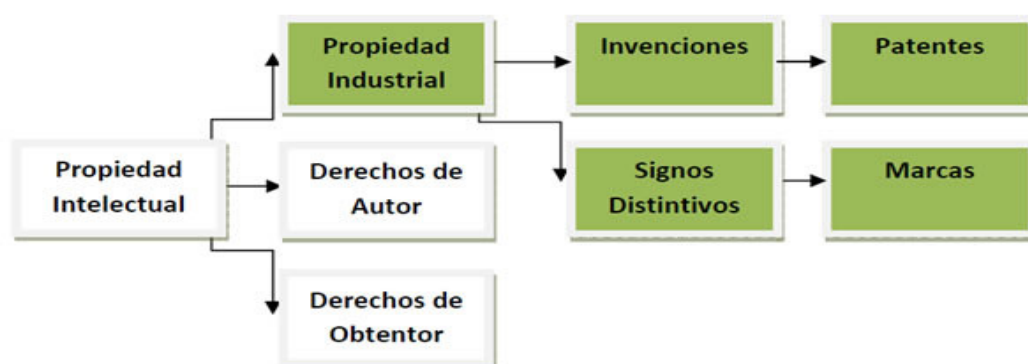 Propiedad
Industrial
Invenciones
Patentes
Propiedad
Intelectual
Derechos de
Autor
Signos
Distintivos
Marcas
Derechos de
Obtentor